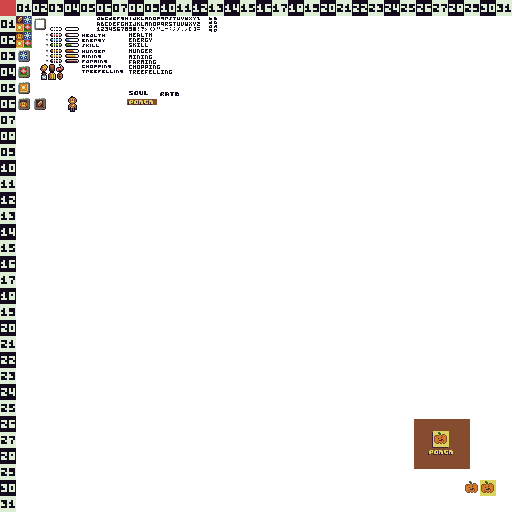 01 02 03 04 05 06 07 08 09 10 11 12 13 14 15 16 17 18 19 20 21 22 23 24 25 26 27 28 29 30 31
01
02
03
04
05
06
07
08
09
10
11
12
13
14
15
16
17
18
19
20
21
22
23
24
25
26
27
28
29
30
31
ABCDEFGHIJKLMNOPQRSTUVWXYZ
ABCDEFGHIJKLMNOPQRSTUVWXYZ
HEALTH HEALTH
ENERGY ENERGY
SKILL SKILL
HUNGER HUNGER
MINING MINING
FARMING FARMING
CHOPPING CHOPPING
TREEFELLING TREEFELLING
SOUL